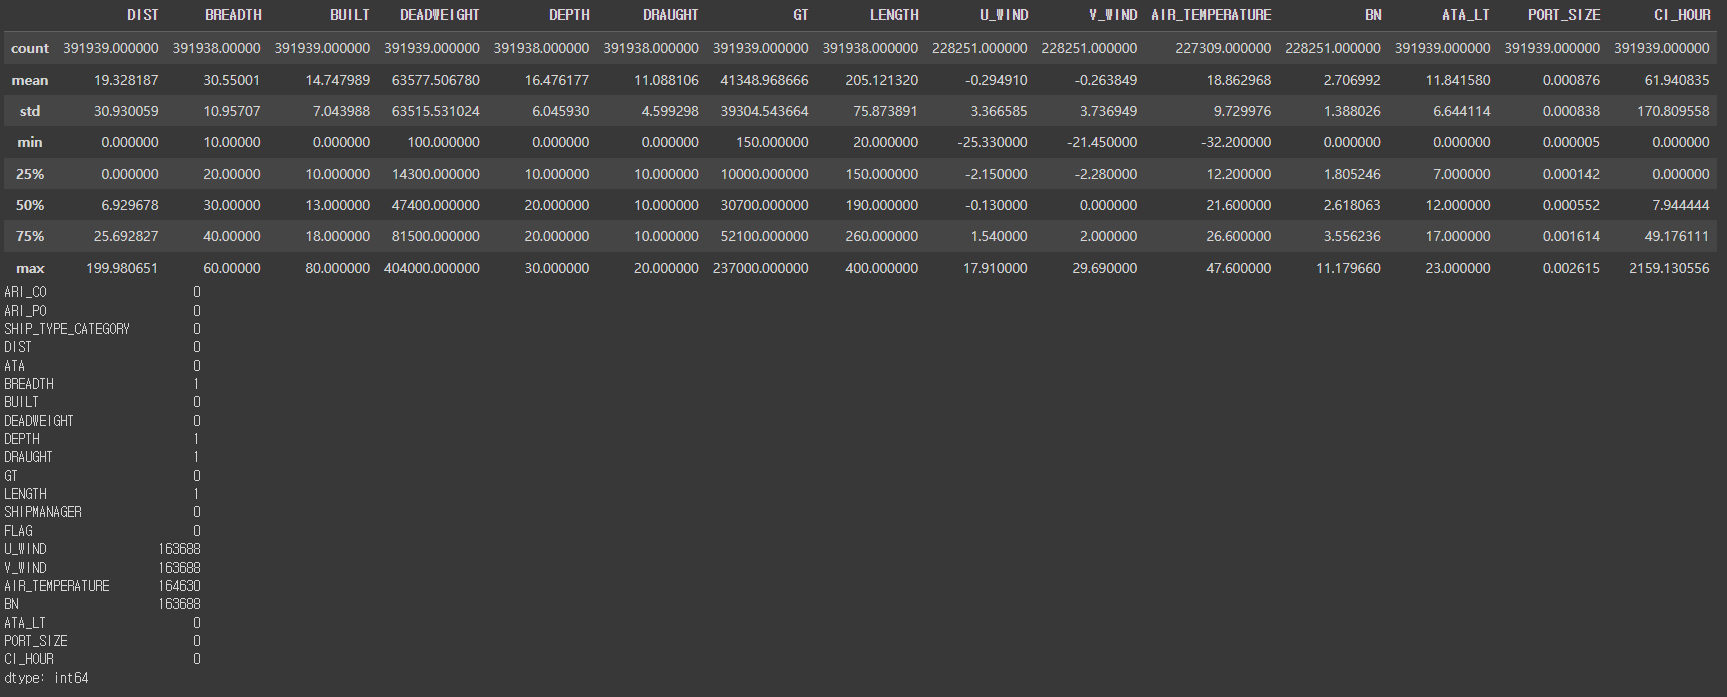 DIST BREADTH BUILT DEADWEIGHT DEPTH DRAUGHT GT LENGTH U_WIND V_WIND AIR_TEMPERATURE BN ATA_LT PORT_SIZE CI_HOUR
count 391939.000000 391938.00000 391939.000000 391939.000000 391938.000000 391938.000000 391939.000000 391938.000000 228251.000000 228251.000000 227309.000000 228251.000000 391939.000000 391939.000000 391939.000000
mean 19.328187 30.55001 14.747989 63577.506780 16.476177 11.088106 41348.968666 205.121320 -0.294910 -0.263849 18.862968 2.706992 11.841580 0.000876 61.940835
std 30.930059 10.95707 7.043988 63515.531024 6.045930 4.599298 39304.543664 75.873891 3.366585 3.736949 9.729976 1.388026 6.644114 0.000838 170.809558
min 0.000000 10.00000 0.000000 100.000000 0.000000 0.000000 150.000000 20.000000 -25.330000 -21.450000 -32.200000 0.000000 0.000000 0.000005 0.000000
25% 0.000000 20.00000 10.000000 14300.000000 10.000000 10.000000 10000.000000 150.000000 -2.150000 -2.280000 12.200000 1.805246 7.000000 0.000142 0.000000
50% 6.929678 30.00000 13.000000 47400.000000 20.000000 10.000000 30700.000000 190.000000 -0.130000 0.000000 21.600000 2.618063 12.000000 0.000552 7.944444
75% 25.692827 40.00000 18.000000 81500.000000 20.000000 10.000000 52100.000000 260.000000 1.540000 2.000000 26.600000 3.556236 17.000000 0.001614 49.176111
max 199.980651 60.00000 80.000000 404000.000000 30.000000 20.000000 237000.000000 400.000000 17.910000 29.690000 47.600000 11.179660 23.000000 0.002615 2159.130556
ARI_CO 0
ARI_PO 0
SHIP_TYPE_CATEGORY 0
DIST 0
ATA 0
BREADTH 1
BUILT 0
DEADWEIGHT 0
DEPTH 1
DRAUGHT 1
GT 0
LENGTH 1
SHIPMANAGER 0
FLAG 0
U_WIND 163688
V_WIND 163688
AIR_TEMPERATURE 164630
BN 163688
ATA_LT 0
PORT_SIZE 0
CI_HOUR 0
dtype: int64